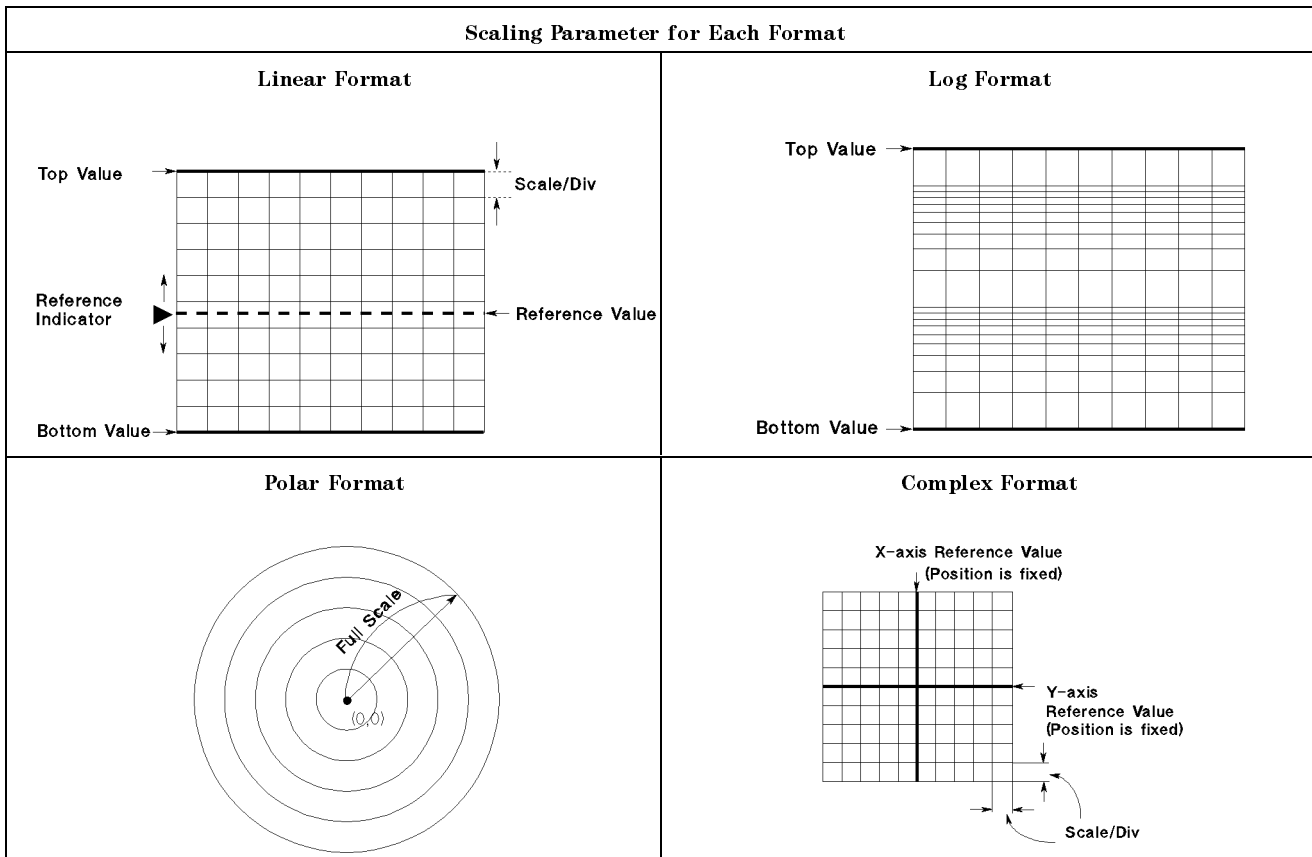 Scaling Parameter for Each Format
Linear Format
Top Value
Scale/Div
Reference
Indicator
Reference Value
Bottom Value
Log Format
Top Value
Bottom Value
Polar Format
Full Scale
(0,0)
Complex Format
X-axis Reference Value
(Position is fixed)
Y-axis
Reference Value
(Position is fixed)
Scale/Div